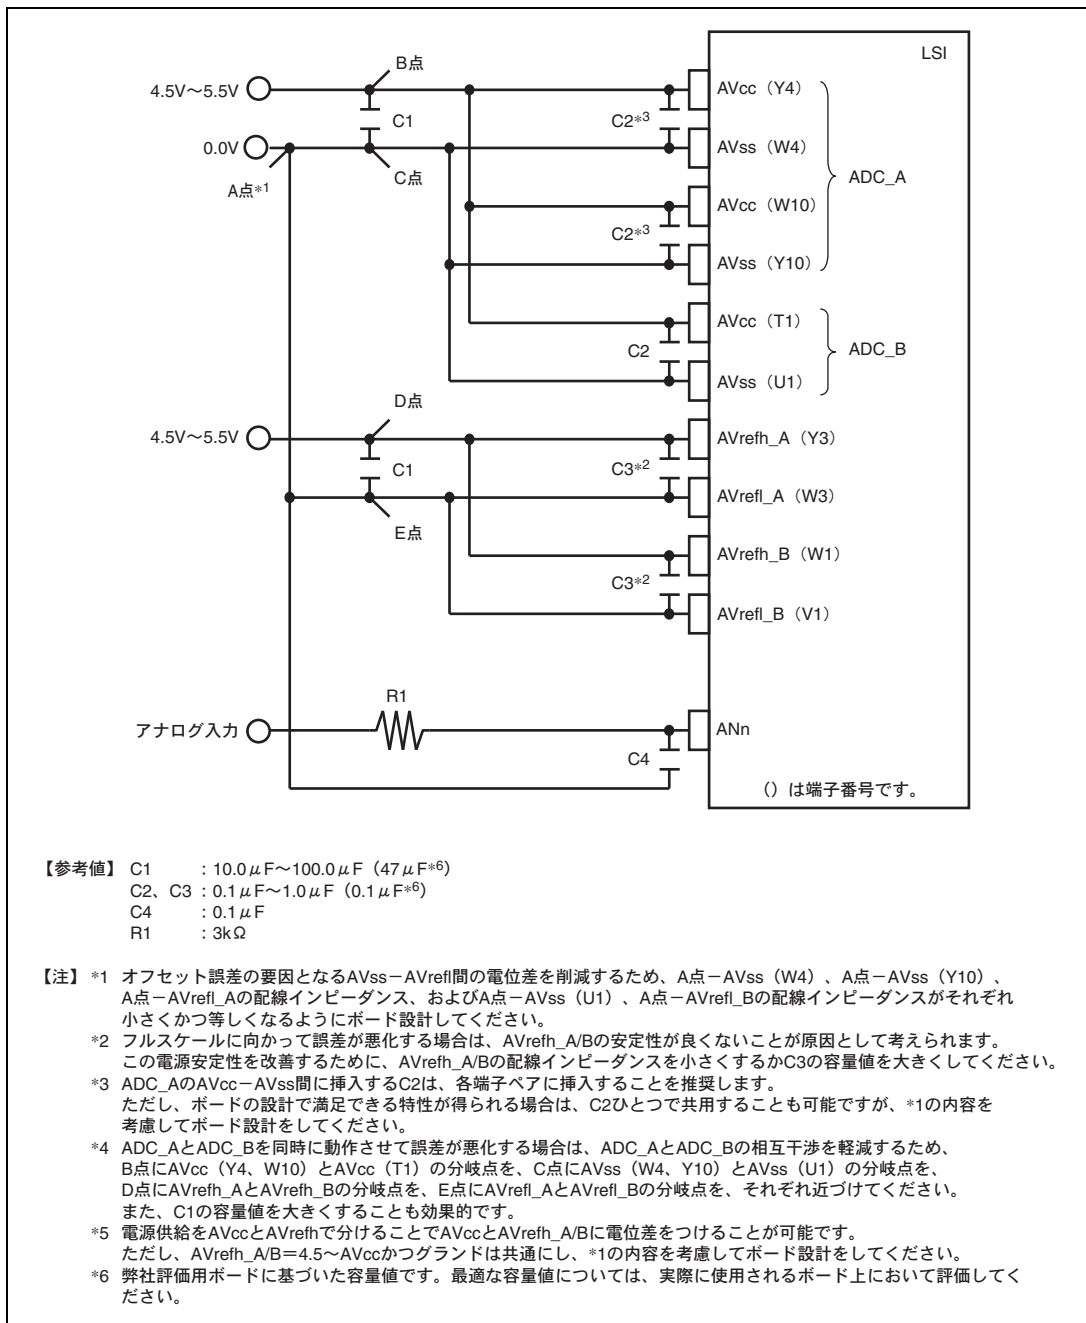 LSI
B点
4.5V～5.5V
C1
C2*3
AVcc（Y4）
0.0V
A点*1
C点
AVss（W4）
ADC_A
C2*3
AVcc（W10）
AVss（Y10）
C2
AVcc（T1）
ADC_B
AVss（U1）
D点
4.5V～5.5V
C1
C3*2
AVrefh_A（Y3）
AVrefl_A（W3）
E点
C3*2
AVrefh_B（W1）
AVrefl_B（V1）
R1
アナログ入力
ANn
C4
（）は端子番号です。
【参考値】 C1 ：10.0μF～100.0μF（47μF*6）
C2、C3 ：0.1μF～1.0μF（0.1μF*6）
C4 ：0.1μF
R1 ：3kΩ
【注】 *1 オフセット誤差の要因となるAVss－AVrefl間の電位差を削減するため、A点－AVss（W4）、A点－AVss（Y10）、
A点－AVrefl_Aの配線インピーダンス、およびA点－AVss（U1）、A点－AVrefl_Bの配線インピーダンスがそれぞれ
小さくかつ等しくなるようにボード設計してください。
*2 フルスケールに向かって誤差が悪化する場合は、AVrefh_A/Bの安定性が良くないことが原因として考えられます。
この電源安定性を改善するために、AVrefh_A/Bの配線インピーダンスを小さくするかC3の容量値を大きくしてください。
*3 ADC_AのAVcc－AVss間に挿入するC2は、各端子ペアに挿入することを推奨します。
ただし、ボードの設計で満足できる特性が得られる場合は、C2ひとつで共用することも可能ですが、*1の内容を
考慮してボード設計をしてください。
*4 ADC_AとADC_Bを同時に動作させて誤差が悪化する場合は、ADC_AとADC_Bの相互干渉を軽減するため、
B点にAVcc（Y4、W10）とAVcc（T1）の分岐点を、C点にAVss（W4、Y10）とAVss（U1）の分岐点を、
D点にAVrefh_AとAVrefh_Bの分岐点を、E点にAVrefl_AとAVrefl_Bの分岐点を、それぞれ近づけてください。
また、C1の容量値を大きくすることも効果的です。
*5 電源供給をAVccとAVrefhで分けることでAVccとAVrefh_A/Bに電位差をつけることが可能です。
ただし、AVrefh_A/B＝4.5～AVccかつグランドは共通にし、*1の内容を考慮してボード設計をしてください。
*6 弊社評価用ボードに基づいた容量値です。最適な容量値については、実際に使用されるボード上において評価してく
ださい。